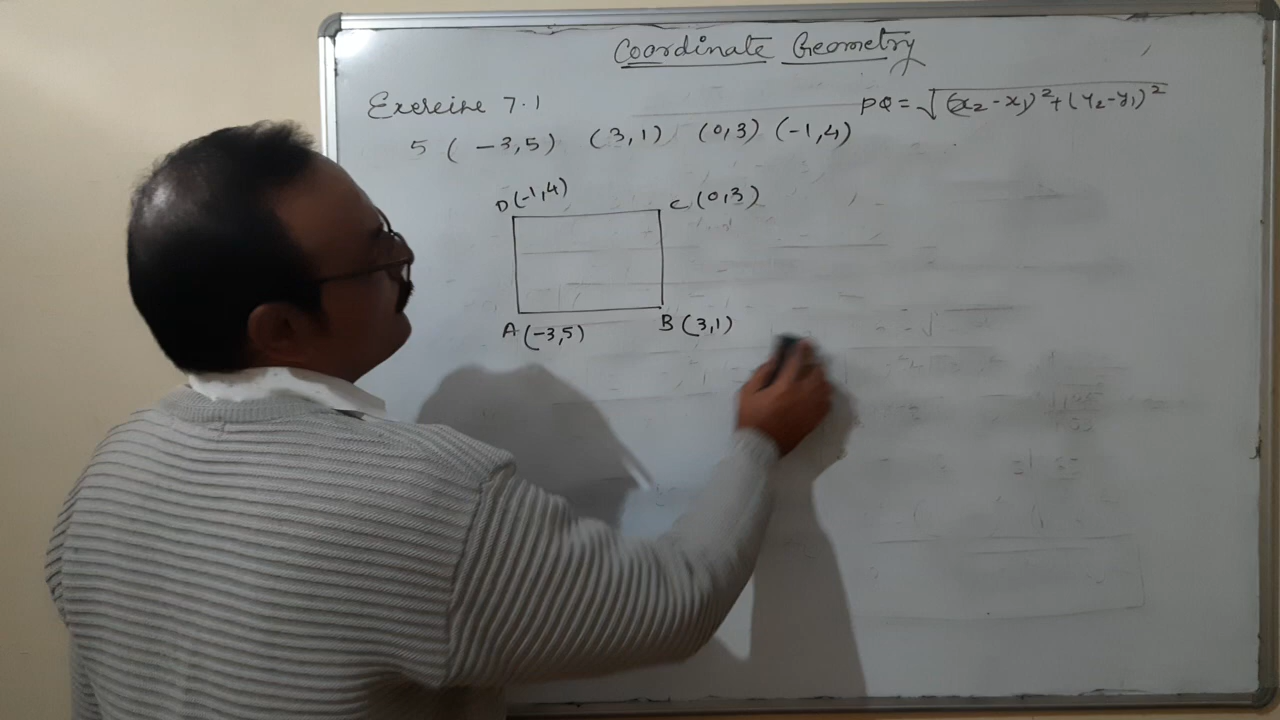 Coordinate Geometry
Exercise 7.1
PQ = √(x₂ - x₁)² + (y₂ - y₁)²
5 ( -3,5) (3,1) (0,3) (-1,4)
D(-1,4) C(0,3)
A(-3,5) B(3,1)